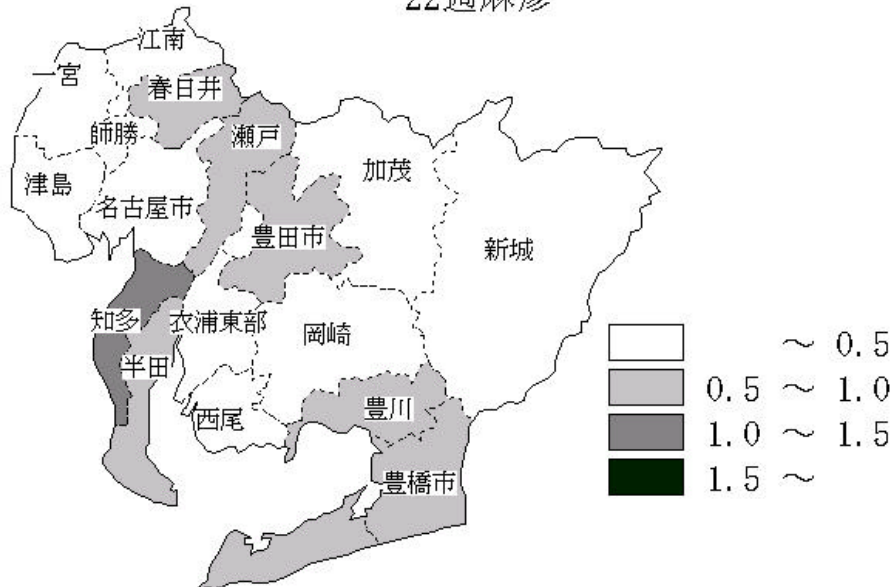 22週麻疹
江南
一宮
春日井
師勝
瀬戸
加茂
津島
名古屋市
豊田市
新城
知多
衣浦東部
岡崎
半田
西尾
豊川
豊橋市
～ 0.5
0.5 ～ 1.0
1.0 ～ 1.5
1.5 ～